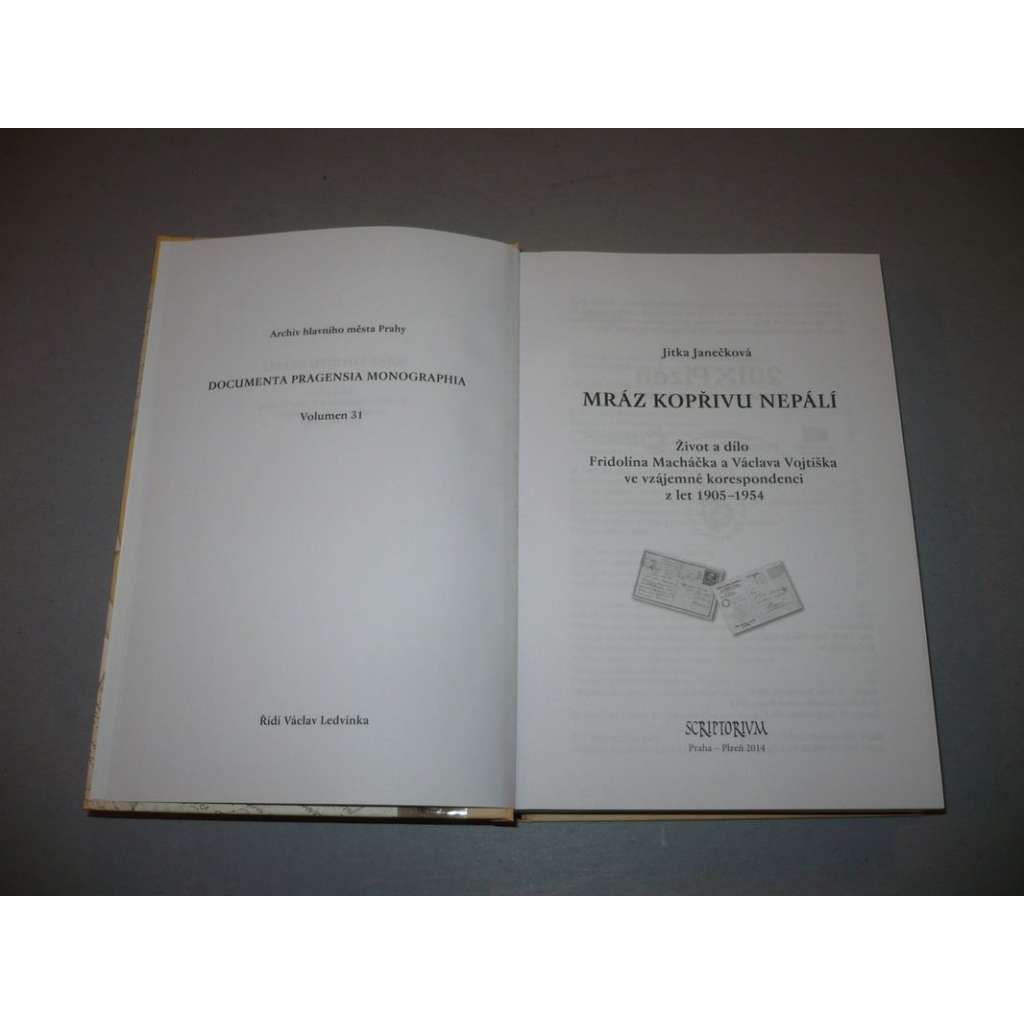 Archiv hlavního města Prahy
DOCUMENTA PRAGENSIA MONOGRAPHIA
Volumen 31
Řídí Václav Ledvinka
Jitka Janečková
MRÁZ KOPŘIVU NEPÁLÍ
Život a dílo
Fridolína Macháčka a Václava Vojtíška
ve vzájemné korespondenci
z let 1905–1954
SCRIPTORIVM
Praha – Plzeň 2014